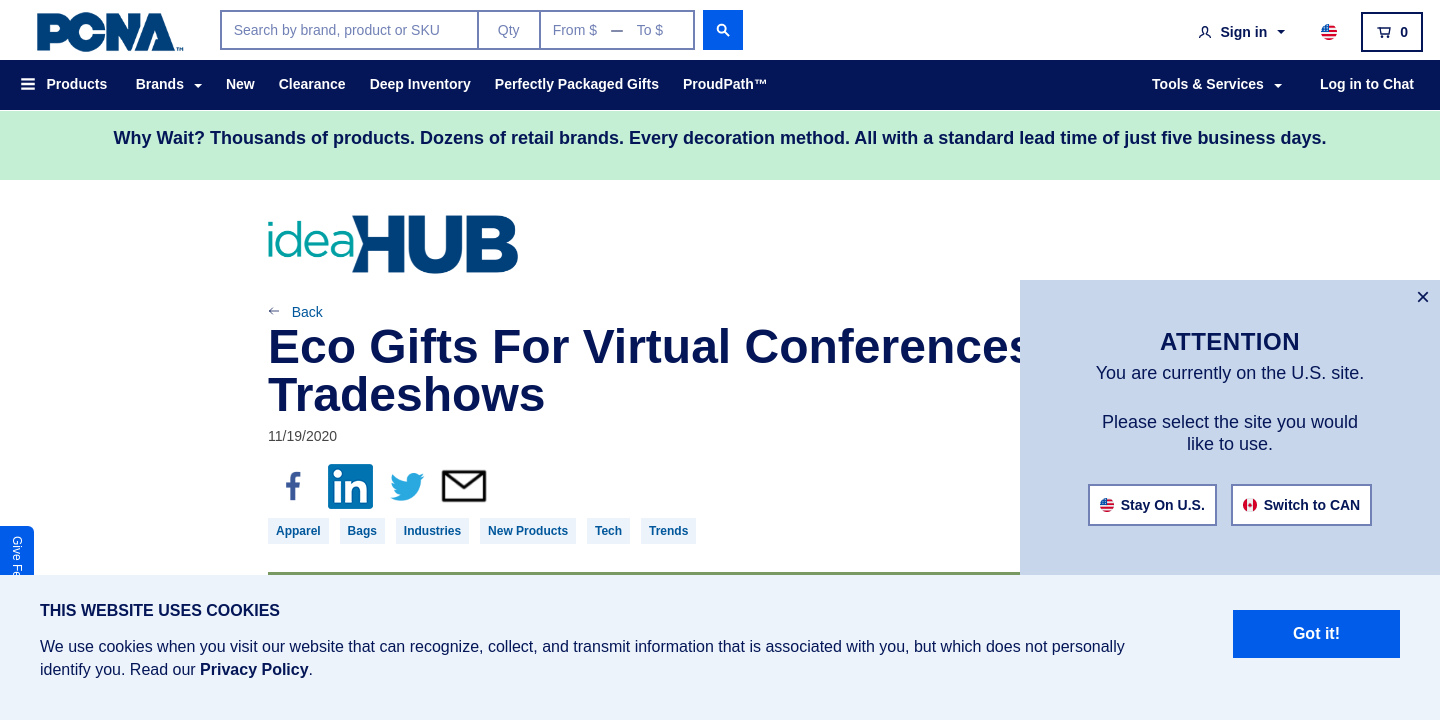 PCNA™
Search by brand, product or SKU
Qty
From $ — To $
Sign in
0
Products
Brands
New
Clearance
Deep Inventory
Perfectly Packaged Gifts
ProudPath™
Tools & Services
Log in to Chat
Why Wait? Thousands of products. Dozens of retail brands. Every decoration method. All with a standard lead time of just five business days.
ideaHUB
Back
Eco Gifts For Virtual Conferences
Tradeshows
11/19/2020
Apparel
Bags
Industries
New Products
Tech
Trends
×
ATTENTION
You are currently on the U.S. site.
Please select the site you would
like to use.
Stay On U.S.
Switch to CAN
Give Fe
THIS WEBSITE USES COOKIES
We use cookies when you visit our website that can recognize, collect, and transmit information that is associated with you, but which does not personally
identify you. Read our Privacy Policy.
Got it!